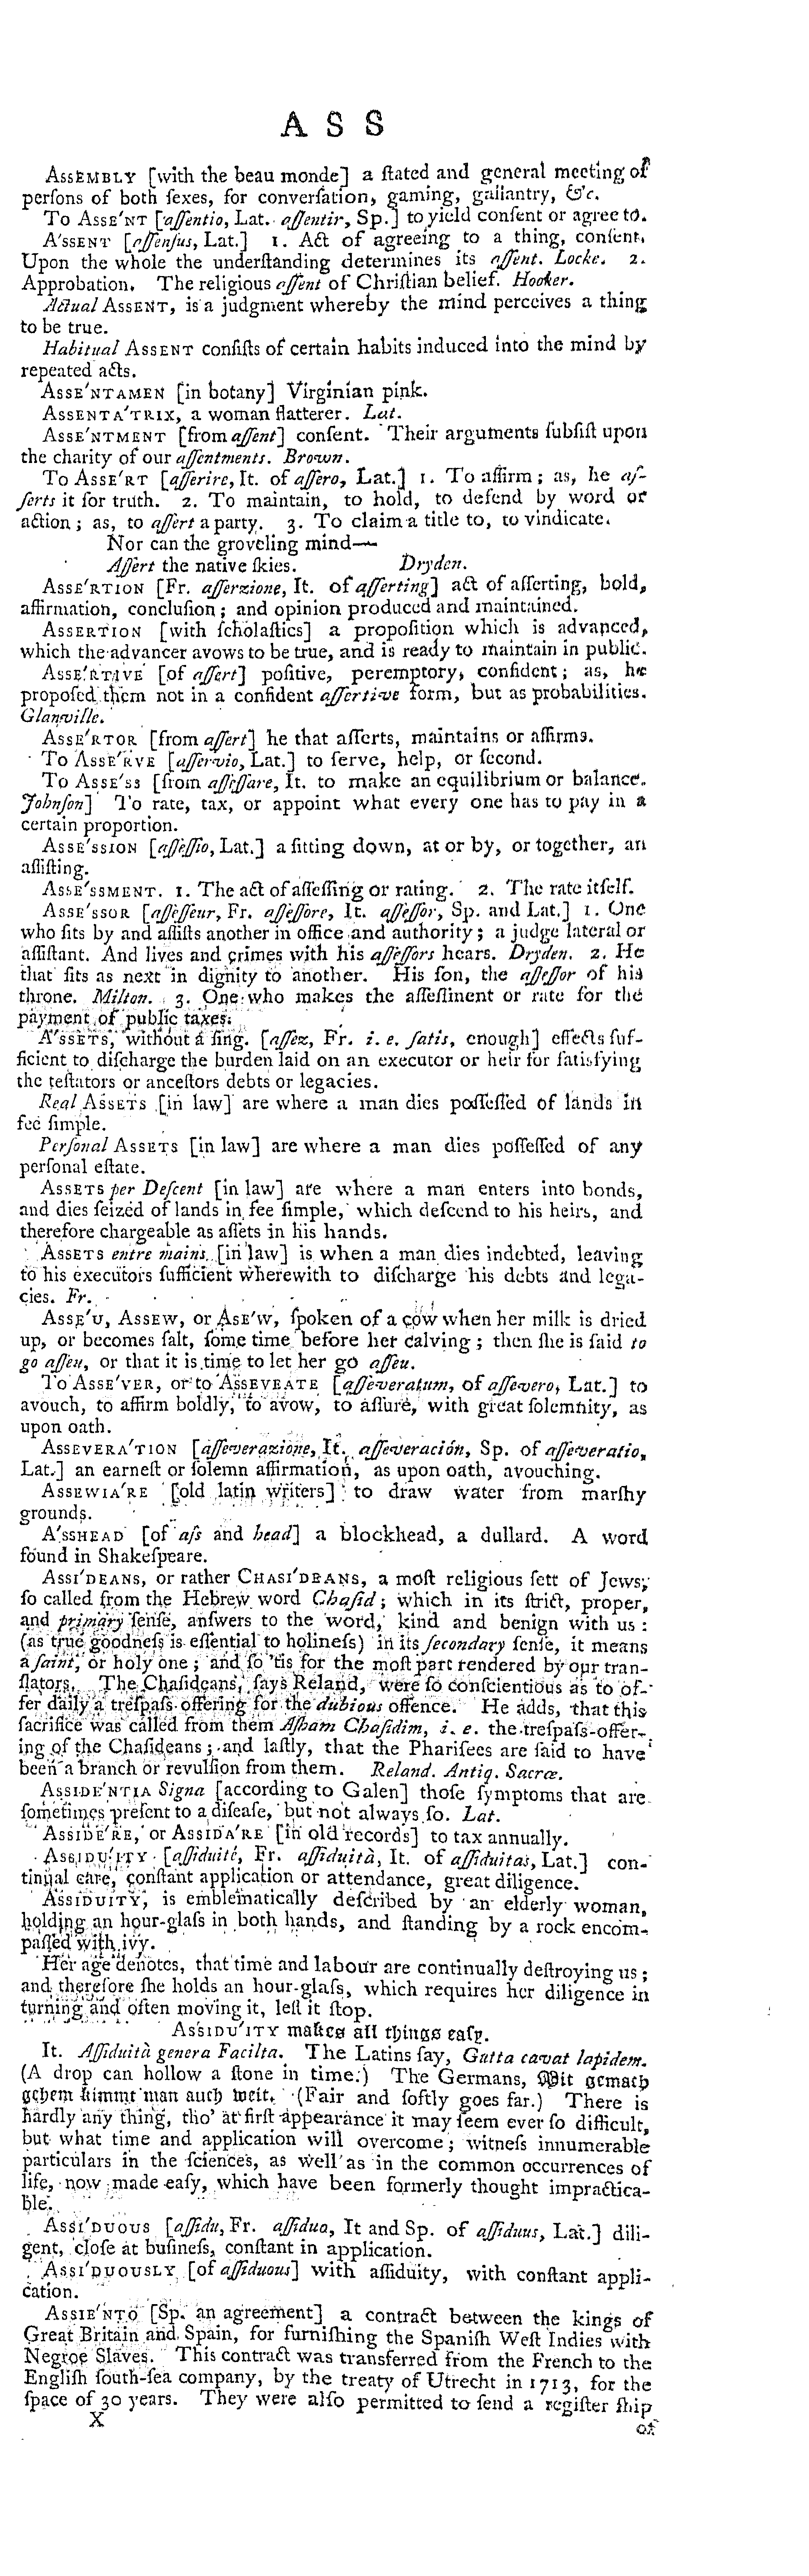 A S S
ASSEMBLY [with the beau monde] a ſtated and general meeting of
perſons of both ſexes, for converſation, gaming, gallantry, &c.
To ASSE'NT [aſſentio, Lat. aſſentir, Sp.] to yield conſent or agree to.
A'SSENT [aſſenſus, Lat.] 1. Act of agreeing to a thing, conſent.
Upon the whole the underſtanding determines its aſſent. Locke. 2.
Approbation. The religious aſſent of Chriſtian belief. Hooker.
Actual ASSENT, is a judgment whereby the mind perceives a thing
to be true.
Habitual ASSENT conſiſts of certain habits induced into the mind by
repeated acts.
ASSE'NTAMEN [in botany] Virginian pink.
ASSENTA'TRIX, a woman flatterer. Lat.
ASSE'NTMENT [from aſſent] conſent. Their arguments ſubſiſt upon
the charity of our aſſentments. Brown.
To ASSE'RT [aſſerire, It. of aſſero, Lat.] 1. To affirm; as, he aſ-
ſerts it for truth. 2. To maintain, to hold, to defend by word or
action; as, to aſſert a party. 3. To claim a title to, to vindicate.
Nor can the groveling mind—
Aſſert the native ſkies. Dryden.
ASSE'RTION [Fr. aſſerzione, It. of aſſerting] act of aſſerting, bold,
affirmation, concluſion; and opinion produced and maintained.
ASSERTION [with ſcholaſtics] a propoſition which is advanced,
which the advancer avows to be true, and is ready to maintain in public.
ASSE'RTIVE [of aſſert] poſitive, peremptory, confident; as, he
propoſed them not in a confident aſſertive form, but as probabilities.
Glanville.
ASSE'RTOR [from aſſert] he that aſſerts, maintains or affirms.
To ASSE'RVE [aſſervio, Lat.] to ſerve, help, or ſecond.
To ASSE'SS [from aſſeſſare, It. to make an equilibrium or balance.
Johnſon] To rate, tax, or appoint what every one has to pay in a
certain proportion.
ASSE'SSION [aſſeſſio, Lat.] a ſitting down, at or by, or together, an
aſſiſting.
ASSE'SSMENT. 1. The act of aſſeſſing or rating. 2. The rate itſelf.
ASSE'SSOR [aſſeſſeur, Fr. aſſeſſore, It. aſſeſſor, Sp. and Lat.] 1. One
who ſits by and aſſiſts another in office and authority; a judge lateral or
aſſiſtant. And lives and crimes with his aſſeſſors hears. Dryden. 2. He
that ſits as next in dignity to another. His ſon, the aſſeſſor of his
throne. Milton. 3. One who makes the aſſeſſment or rate for the
payment of public taxes.
A'SSETS, without a ſing. [aſſez, Fr. i. e. ſatis, enough] effects ſuf-
ficient to diſcharge the burden laid on an executor or heir for ſatisfying
the teſtators or anceſtors debts or legacies.
Real ASSETS [in law] are where a man dies poſſeſſed of lands in
fee ſimple.
Perſonal ASSETS [in law] are where a man dies poſſeſſed of any
perſonal eſtate.
ASSETS per Deſcent [in law] are where a man enters into bonds,
and dies ſeized of lands in fee ſimple, which deſcend to his heirs, and
therefore chargeable as aſſets in his hands.
ASSETS entre mains [in law] is when a man dies indebted, leaving
to his executors ſufficient wherewith to diſcharge his debts and lega-
cies. Fr.
ASSE'U, ASSEW, or ASE'W, ſpoken of a cow when her milk is dried
up, or becomes ſalt, ſome time before her calving; then ſhe is ſaid to
go aſſeu, or that it is time to let her go aſſeu.
To ASSE'VER, or to ASSEVEATE [aſſeveratum, of aſſevero, Lat.] to
avouch, to affirm boldly, to avow, to aſſure, with great ſolemnity, as
upon oath.
ASSEVERA'TION [aſſeverazione, It. aſſeveración, Sp. of aſſeveratio,
Lat.] an earneſt or ſolemn affirmation, as upon oath, avouching.
ASSEWIA'RE [old latin writers] to draw water from marſhy
grounds.
A'SSHEAD [of aſs and head] a blockhead, a dullard. A word
found in Shakeſpeare.
ASSI'DEANS, or rather CHASI'DEANS, a moſt religious ſett of Jews;
ſo called from the Hebrew word Chaſid; which in its ſtrict, proper,
and primary ſenſe, anſwers to the word, kind and benign with us:
(as true goodneſs is eſſential to holineſs) in its ſecondary ſenſe, it means
a ſaint, or holy one; and ſo 'tis for the moſt part rendered by our tran-
ſlators. The Chaſideans, ſays Reland, were ſo conſcientious as to of-
fer daily a treſpaſs offering for the dubious offence. He adds, that this
ſacrifice was called from them Aſham Chaſidim, i. e. the treſpaſs-offer-
ing of the Chaſideans; and laſtly, that the Phariſees are ſaid to have
been a branch or revulſion from them. Reland. Antiq. Sacræ.
ASSIDE'NTIA Signa [according to Galen] thoſe ſymptoms that are
ſometimes preſent to a diſeaſe, but not always ſo. Lat.
ASSIDE'RE, or ASSIDA'RE [in old records] to tax annually.
ASSIDU'ITY [aſſiduité, Fr. aſſiduità, It. of aſſiduitas, Lat.] con-
tinual care, conſtant application or attendance, great diligence.
ASSIDUITY, is emblematically deſcribed by an elderly woman,
holding an hour-glaſs in both hands, and ſtanding by a rock encom-
paſſed with ivy.
Her age denotes, that time and labour are continually deſtroying us;
and therefore ſhe holds an hour-glaſs, which requires her diligence in
turning and often moving it, leſt it ſtop.
ASSIDU'ITY makes all things eaſy.
It. Aſſiduità genera Facilta. The Latins ſay, Gutta cavat lapidem.
(A drop can hollow a ſtone in time.) The Germans, Mit gemach
gehem kimmt man auch weit. (Fair and ſoftly goes far.) There is
hardly any thing, tho' at firſt appearance it may ſeem ever ſo difficult,
but what time and application will overcome; witneſs innumerable
particulars in the ſciences, as well as in the common occurrences of
life, now made eaſy, which have been formerly thought impractica-
ble.
ASSI'DUOUS [aſſidu, Fr. aſſiduo, It and Sp. of aſſiduus, Lat.] dili-
gent, cloſe at buſineſs, conſtant in application.
ASSI'DUOUSLY [of aſſiduous] with aſſiduity, with conſtant appli-
cation.
ASSIE'NTO [Sp. an agreement] a contract between the kings of
Great Britain and Spain, for furniſhing the Spaniſh Weſt Indies with
Negroe Slaves. This contract was transferred from the French to the
Engliſh ſouth-ſea company, by the treaty of Utrecht in 1713, for the
ſpace of 30 years. They were alſo permitted to ſend a regiſter ſhip
X of